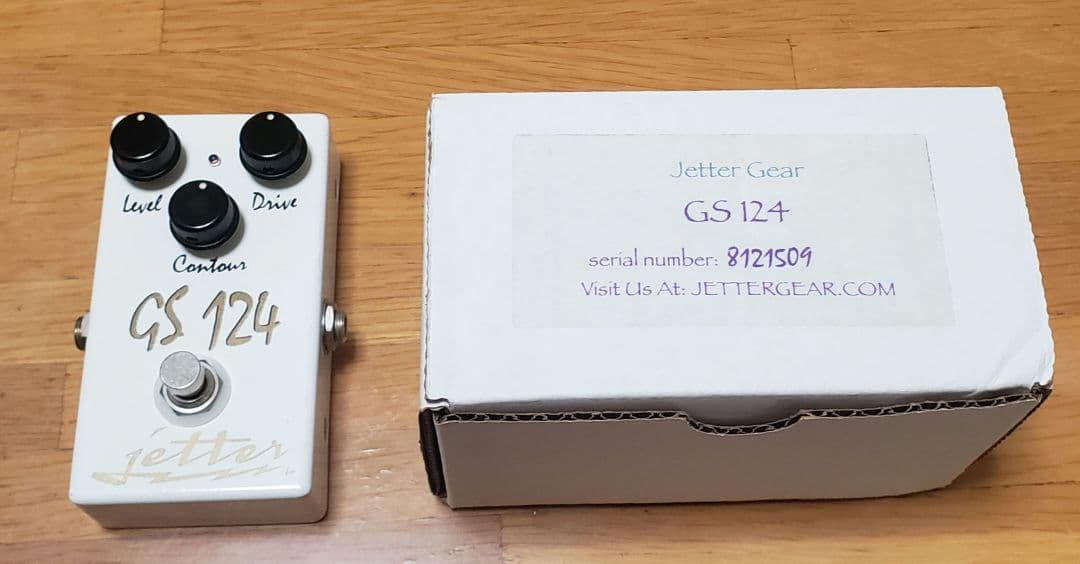 Level
Drive
Contour
GS 124
jetter
Jetter Gear
GS 124
serial number: 8121509
Visit Us At: JETTERGEAR.COM